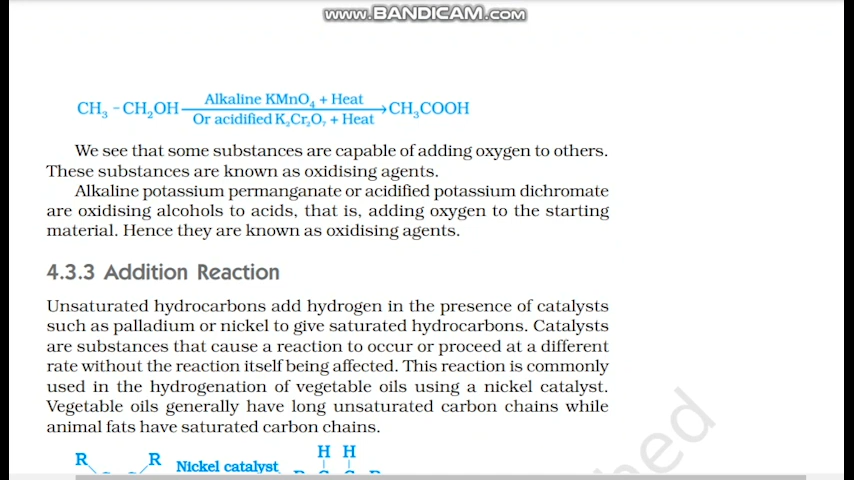 www.BANDICAM.com
Alkaline KMnO₄ + Heat
CH₃ – CH₂OH → CH₃COOH
Or acidified K₂Cr₂O₇ + Heat
We see that some substances are capable of adding oxygen to others.
These substances are known as oxidising agents.
Alkaline potassium permanganate or acidified potassium dichromate
are oxidising alcohols to acids, that is, adding oxygen to the starting
material. Hence they are known as oxidising agents.
4.3.3 Addition Reaction
Unsaturated hydrocarbons add hydrogen in the presence of catalysts
such as palladium or nickel to give saturated hydrocarbons. Catalysts
are substances that cause a reaction to occur or proceed at a different
rate without the reaction itself being affected. This reaction is commonly
used in the hydrogenation of vegetable oils using a nickel catalyst.
Vegetable oils generally have long unsaturated carbon chains while
animal fats have saturated carbon chains.
H H
R R Nickel catalyst